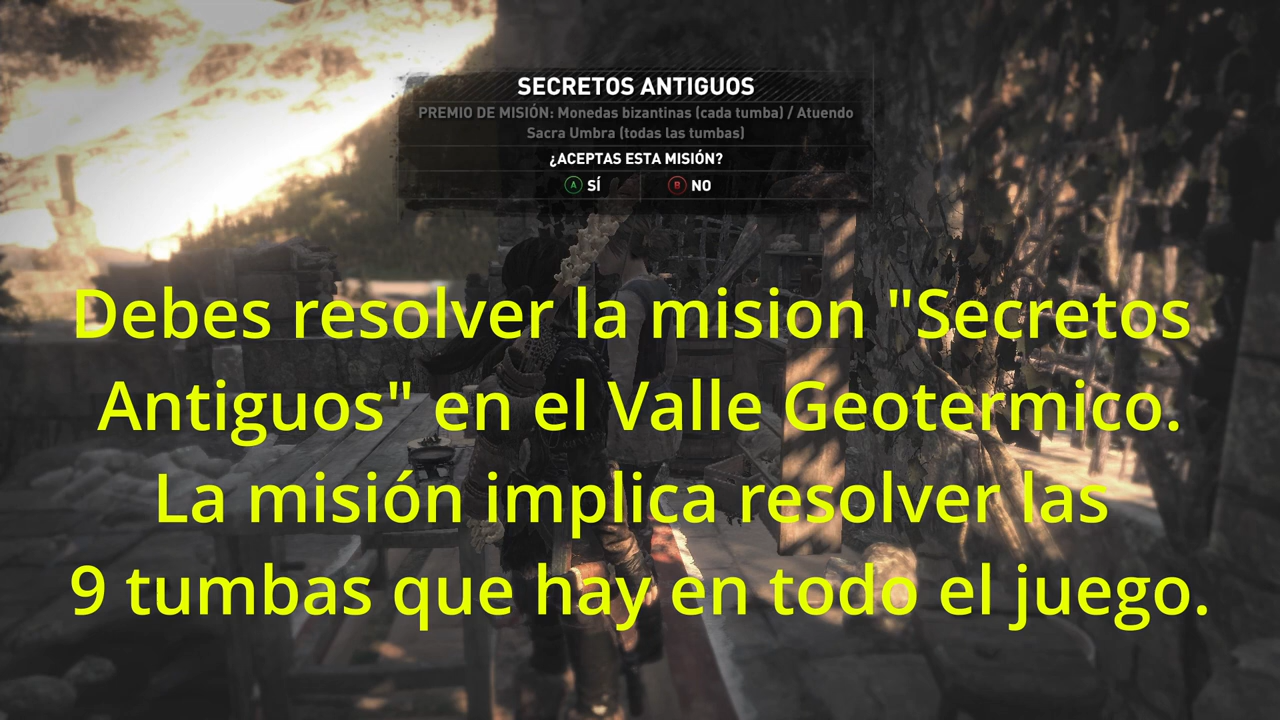 SECRETOS ANTIGUOS
PREMIO DE MISIÓN: Monedas bizantinas (cada tumba) / Atuendo
Sacra Umbra (todas las tumbas)
¿ACEPTAS ESTA MISIÓN?
A SÍ B NO
Debes resolver la mision "Secretos
Antiguos" en el Valle Geotermico.
La misión implica resolver las
9 tumbas que hay en todo el juego.